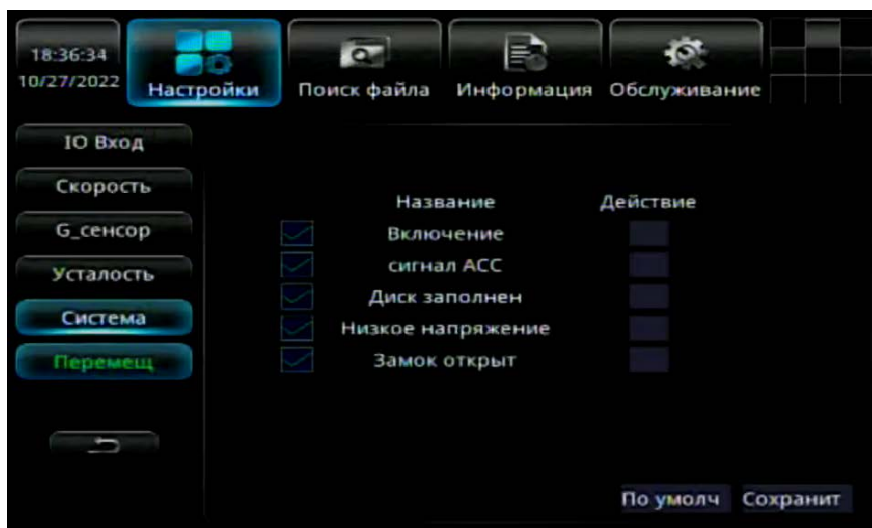 18:36:34
10/27/2022
Настройки
Поиск файла
Информация
Обслуживание
IO Вход
Скорость
G_сенсор
Усталость
Система
Перемещ
Название Действие
Включение
сигнал ACC
Диск заполнен
Низкое напряжение
Замок открыт
По умолч Сохранит